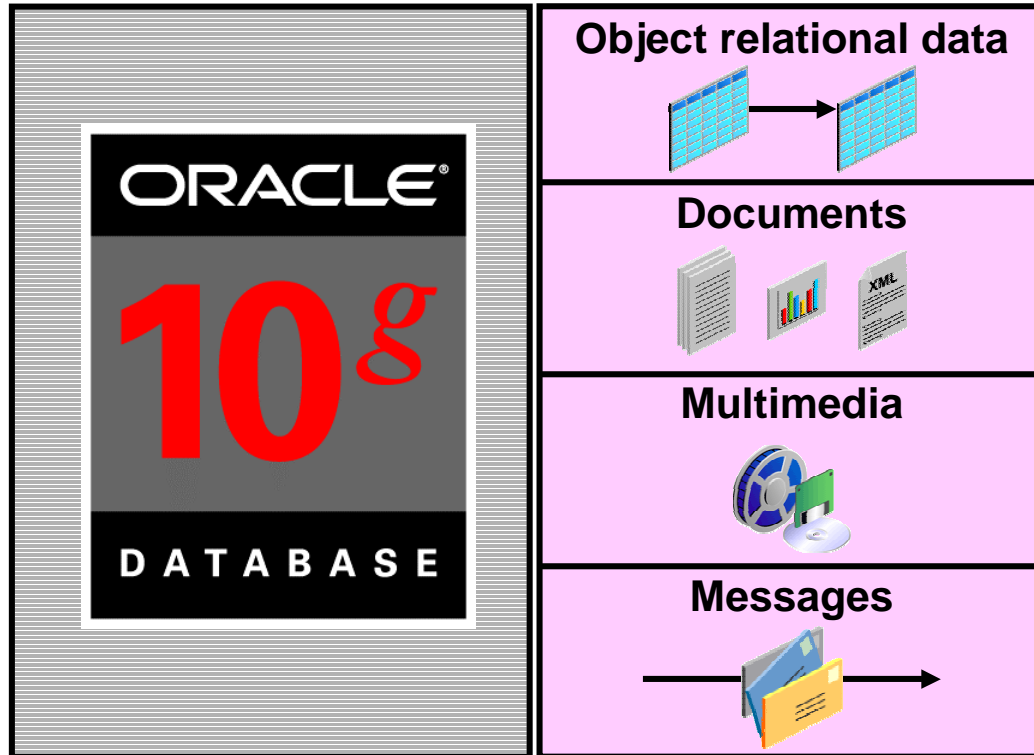 ORACLE®
10g
DATABASE
Object relational data
Documents
XML
Multimedia
Messages